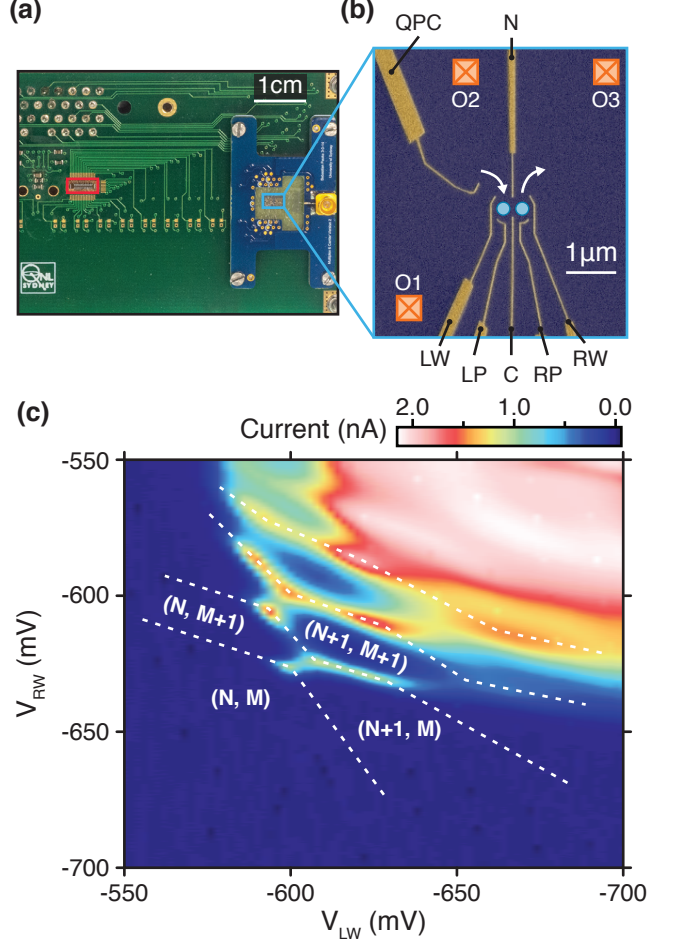 (a)
1cm
QNL
SYDNEY
(b)
QPC
N
O2
O3
O1
1μm
LW
LP
C
RP
RW
(c)
Current (nA)
2.0
1.0
0.0
-550
-600
-650
-700
V_RW (mV)
(N, M+1)
(N+1, M+1)
(N, M)
(N+1, M)
-550
-600
-650
-700
V_LW (mV)